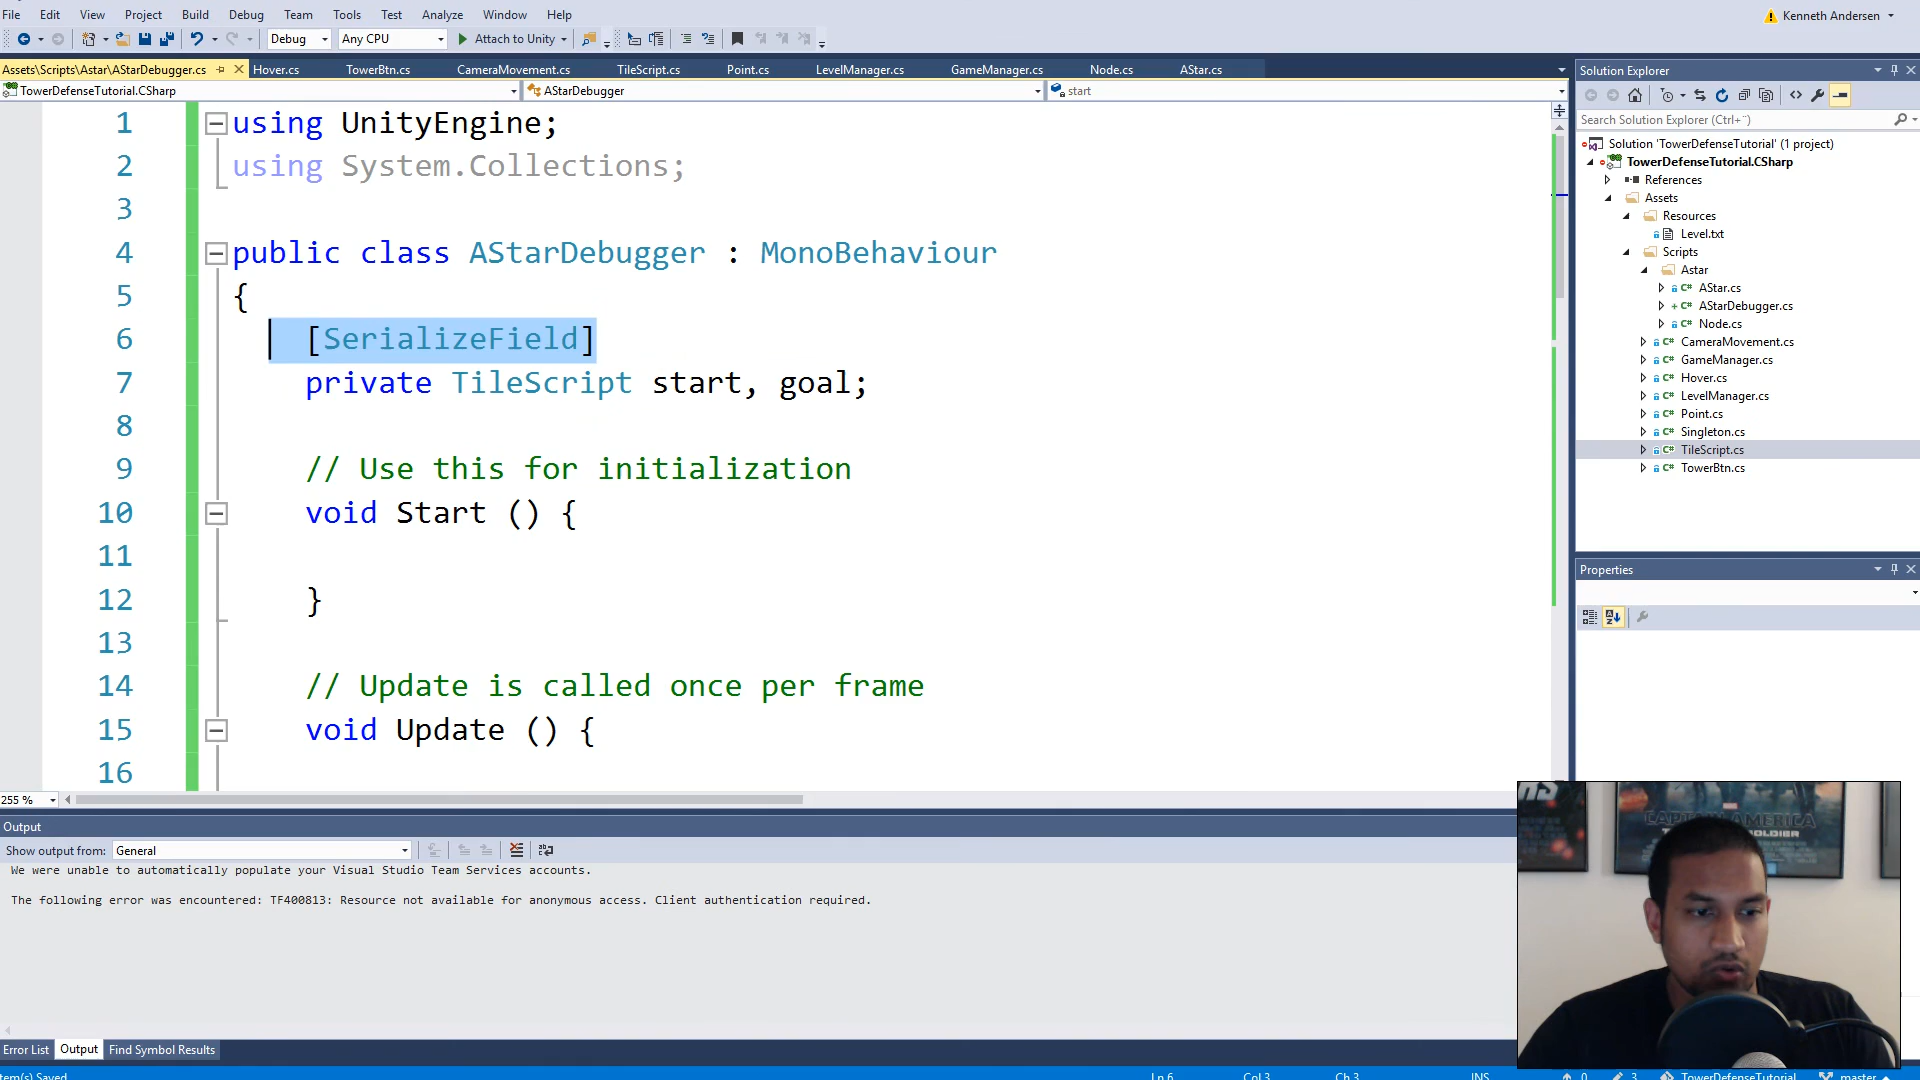 File Edit View Project Build Debug Team Tools Test Analyze Window Help Kenneth Andersen
Debug Any CPU Attach to Unity
Assets\Scripts\Astar\AStarDebugger.cs Hover.cs TowerBtn.cs CameraMovement.cs TileScript.cs Point.cs LevelManager.cs GameManager.cs Node.cs AStar.cs
TowerDefenseTutorial.CSharp AStarDebugger start
1 using UnityEngine;
2 using System.Collections;
3
4 public class AStarDebugger : MonoBehaviour
5 {
6 [SerializeField]
7 private TileScript start, goal;
8
9 // Use this for initialization
10 void Start () {
11
12 }
13
14 // Update is called once per frame
15 void Update () {
16
255 %
Output
Show output from: General
We were unable to automatically populate your Visual Studio Team Services accounts.
The following error was encountered: TF400813: Resource not available for anonymous access. Client authentication required.
Error List Output Find Symbol Results
tem(s) Saved Ln 6 Col 3 Ch 3 INS 0 3 TowerDefenseTutorial master
Solution Explorer
Search Solution Explorer (Ctrl+¨)
Solution 'TowerDefenseTutorial' (1 project)
TowerDefenseTutorial.CSharp
References
Assets
Resources
Level.txt
Scripts
Astar
AStar.cs
AStarDebugger.cs
Node.cs
CameraMovement.cs
GameManager.cs
Hover.cs
LevelManager.cs
Point.cs
Singleton.cs
TileScript.cs
TowerBtn.cs
Properties
CAPTAIN AMERICA